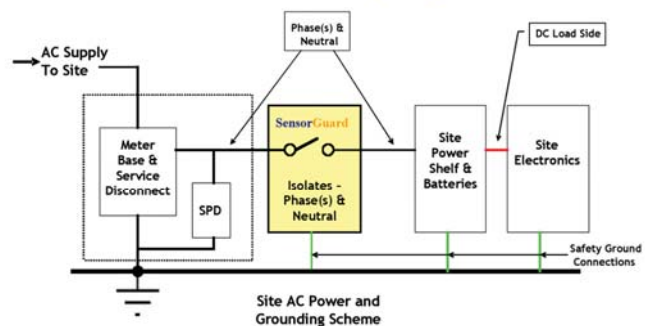 Phase(s) &
Neutral
DC Load Side
AC Supply
To Site
Meter
Base &
Service
Disconnect
SPD
SensorGuard
Isolates -
Phase(s) &
Neutral
Site
Power
Shelf &
Batteries
Site
Electronics
Safety Ground
Connections
Site AC Power and
Grounding Scheme